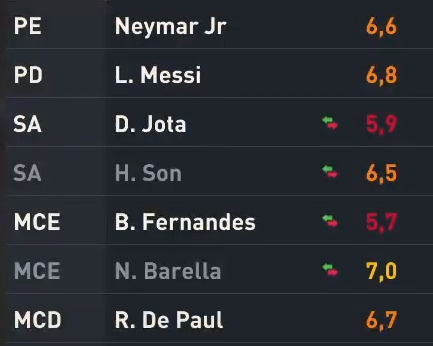 PE Neymar Jr 6,6
PD L. Messi 6,8
SA D. Jota 5,9
SA H. Son 6,5
MCE B. Fernandes 5,7
MCE N. Barella 7,0
MCD R. De Paul 6,7